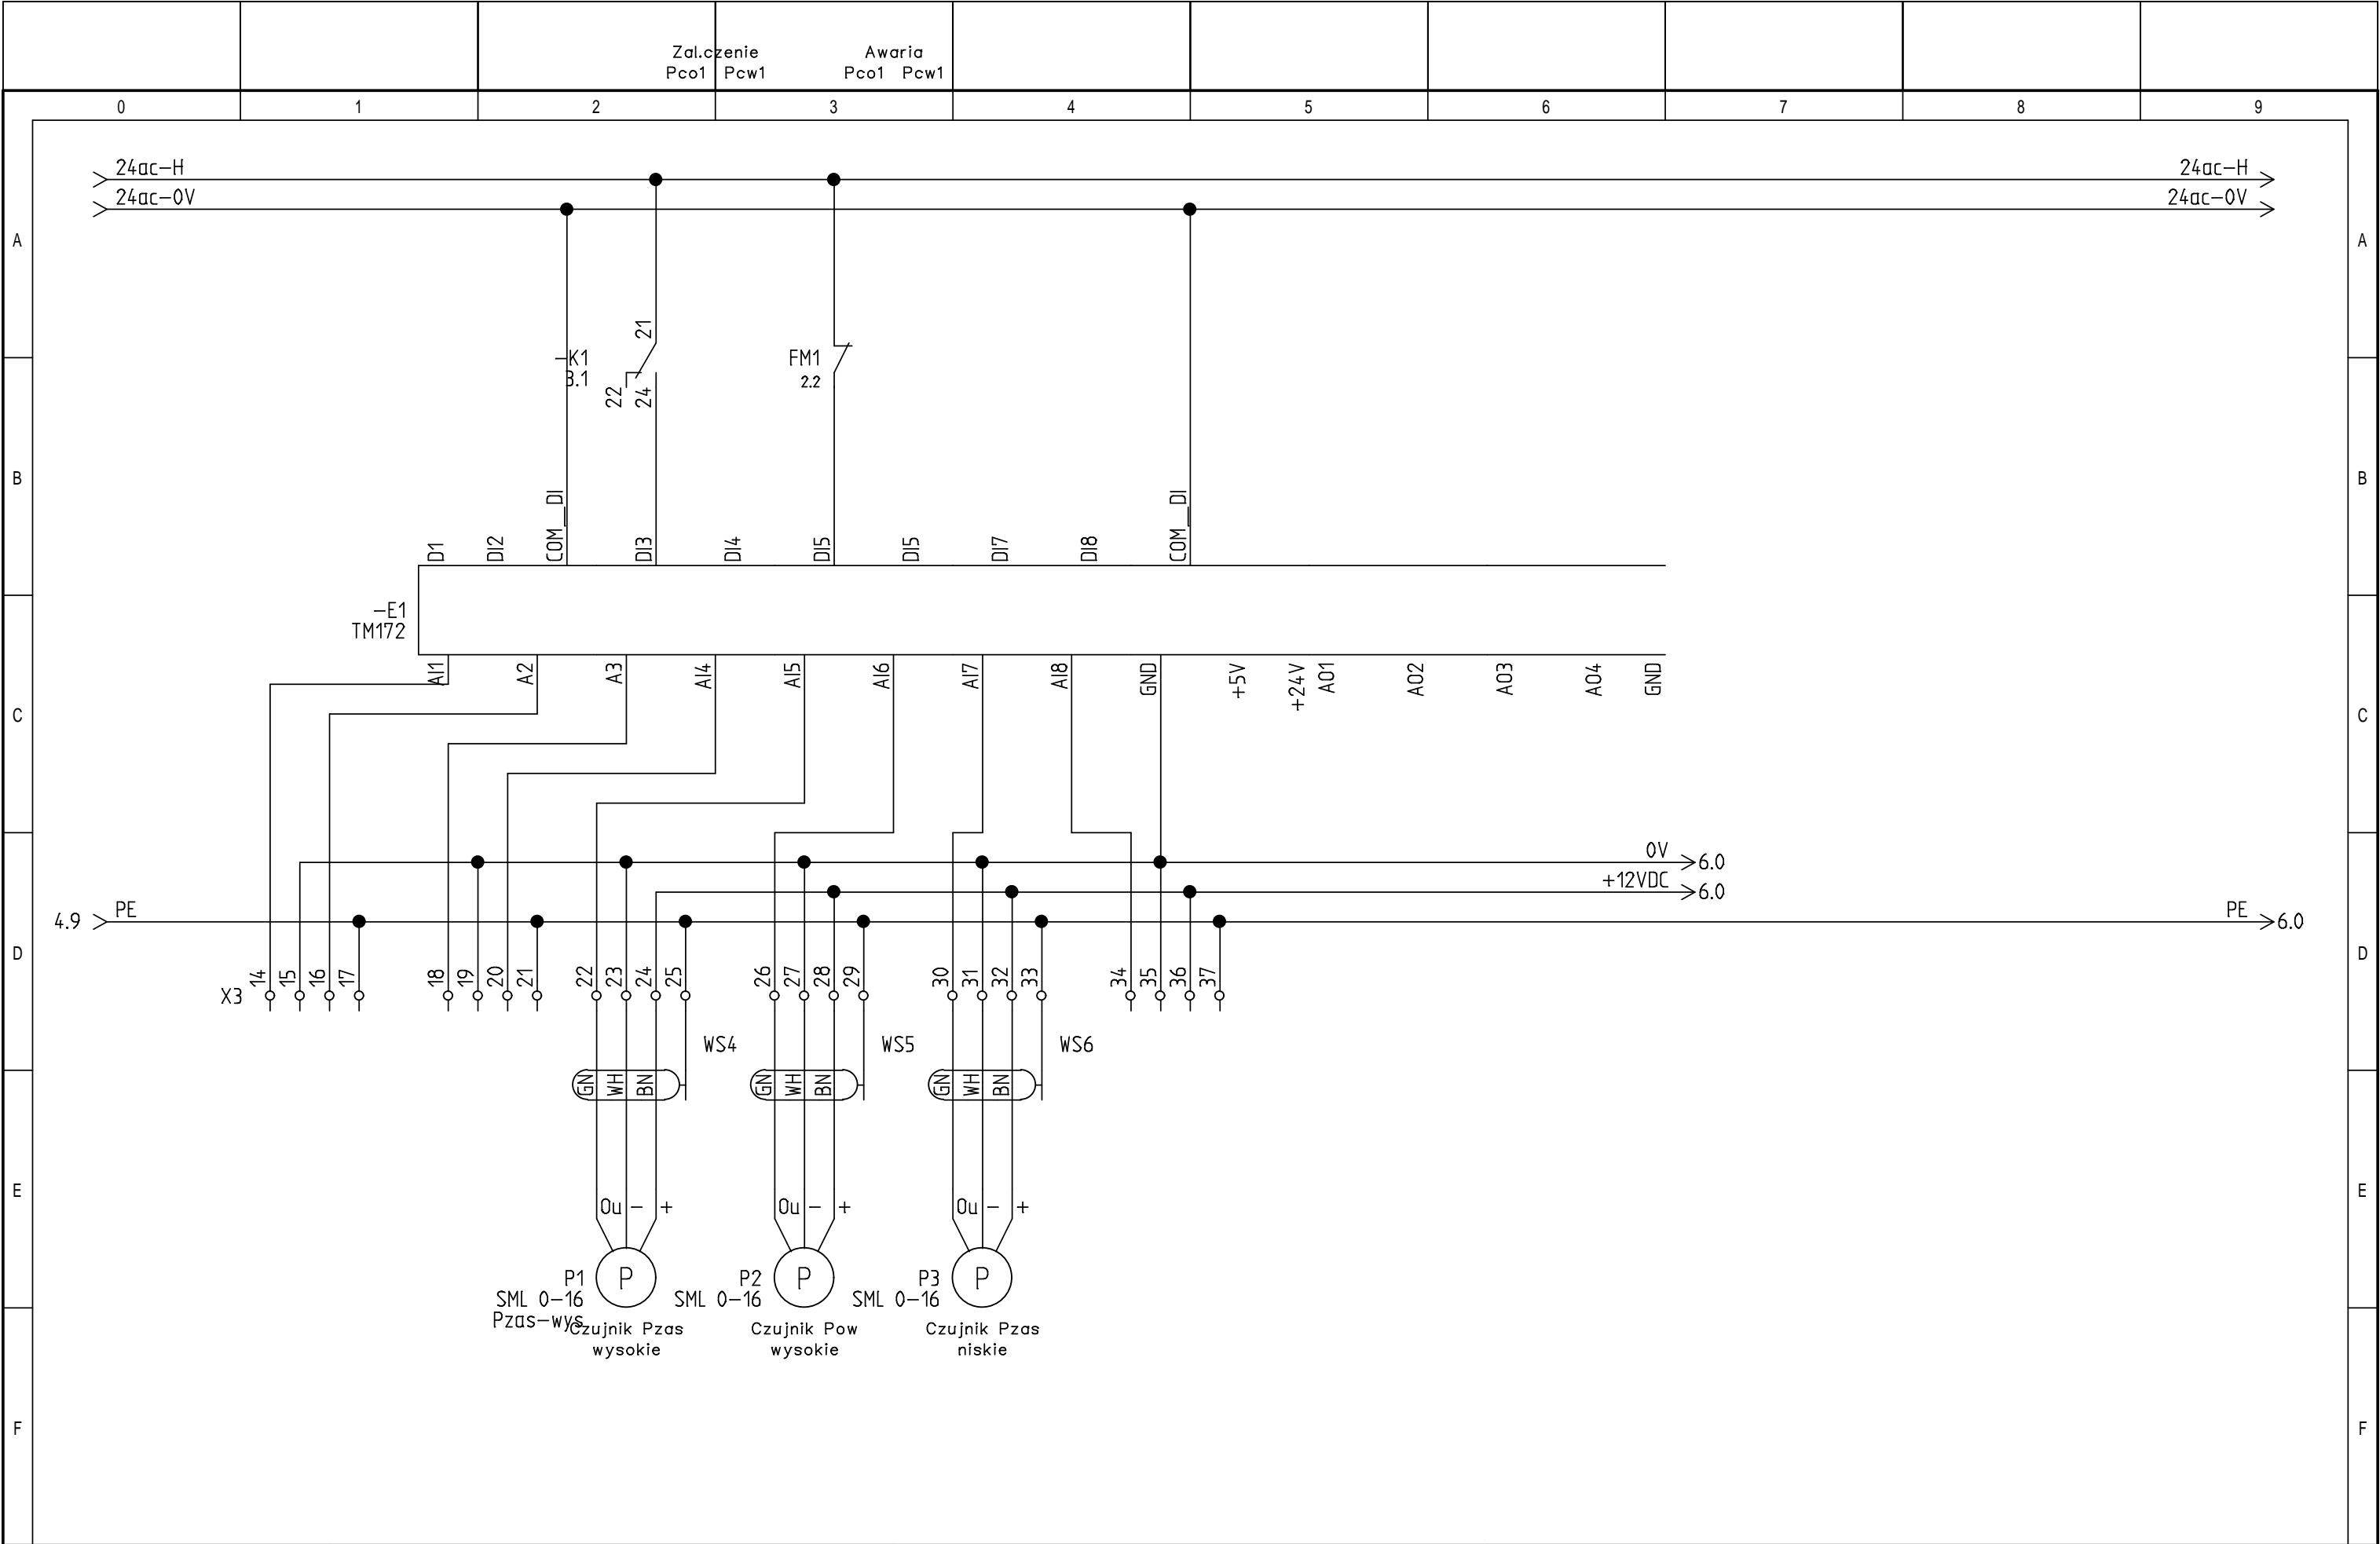 Zal.czenie Awaria
Pco1 Pcw1 Pco1 Pcw1
0 1 2 3 4 5 6 7 8 9
24ac-H 24ac-H
24ac-0V 24ac-0V
A A
21
-K1 FM1
3.1 2.2
22 24
B B
D1 DI2 COM_DI DI3 DI4 DI5 DI5 DI7 DI8 COM_DI
-E1
TM172
AI1 A2 A3 AI4 AI5 AI6 AI7 AI8 GND +5V +24V AO1 AO2 AO3 AO4 GND
C C
0V 6.0
+12VDC 6.0
4.9 PE PE 6.0
D D
X3 14 15 16 17 18 19 20 21 22 23 24 25 26 27 28 29 30 31 32 33 34 35 36 37
WS4 WS5 WS6
GN WH BN GN WH BN GN WH BN
E E
Ou - + Ou - + Ou - +
P1 P P2 P P3 P
SML 0-16 SML 0-16 SML 0-16
Pzas-wys
Czujnik Pzas Czujnik Pow Czujnik Pzas
wysokie wysokie niskie
F F